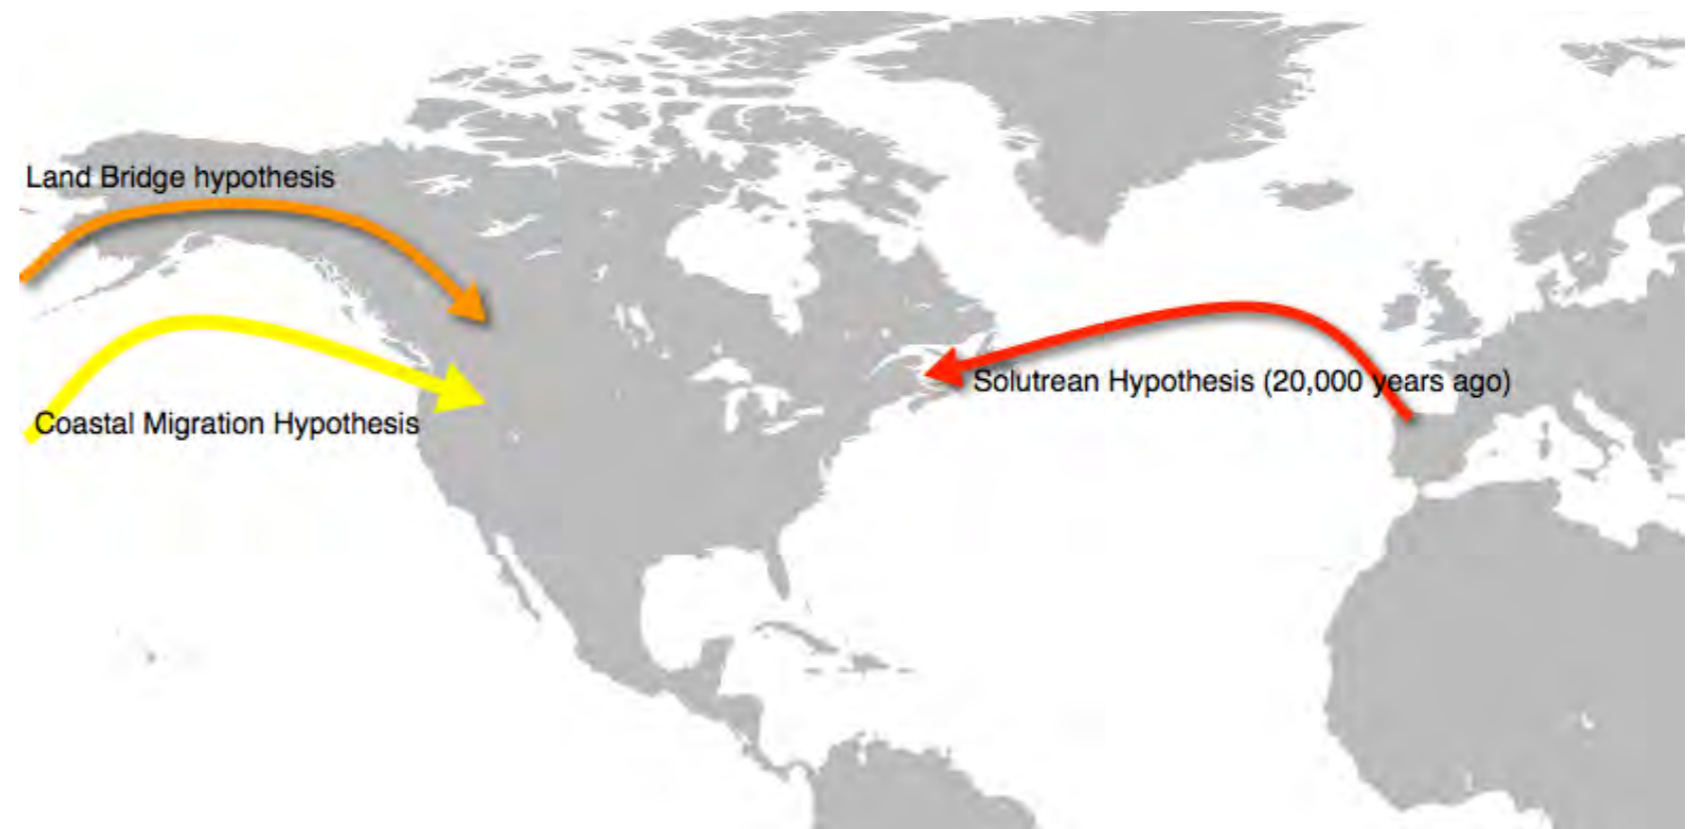 Land Bridge hypothesis
Solutrean Hypothesis (20,000 years ago)
Coastal Migration Hypothesis